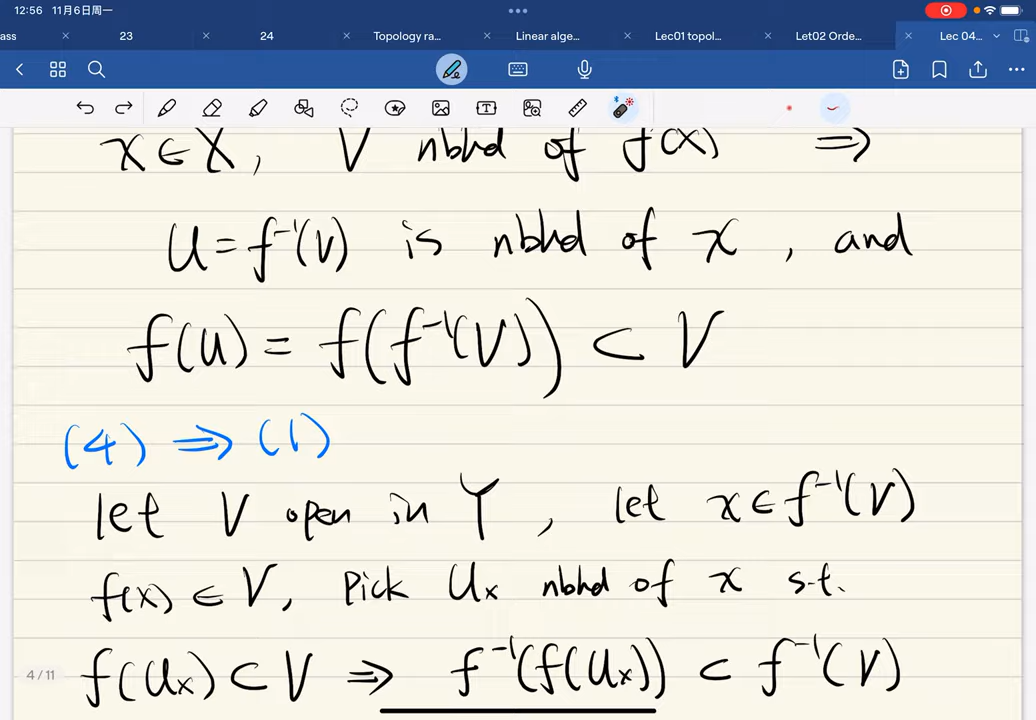 12:56 11月6日周一
ass 23 24 Topology ra... Linear alge... Lec01 topol... Let02 Orde... Lec 04...
x ∈ X, V nbhd of f(x) ⟹
U = f⁻¹(V) is nbhd of x, and
f(U) = f(f⁻¹(V)) ⊂ V
(4) ⟹ (1)
let V open in Y, let x ∈ f⁻¹(V)
f(x) ∈ V, Pick Uₓ nbhd of x s.t.
f(Uₓ) ⊂ V ⟹ f⁻¹(f(Uₓ)) ⊂ f⁻¹(V)
4 / 11